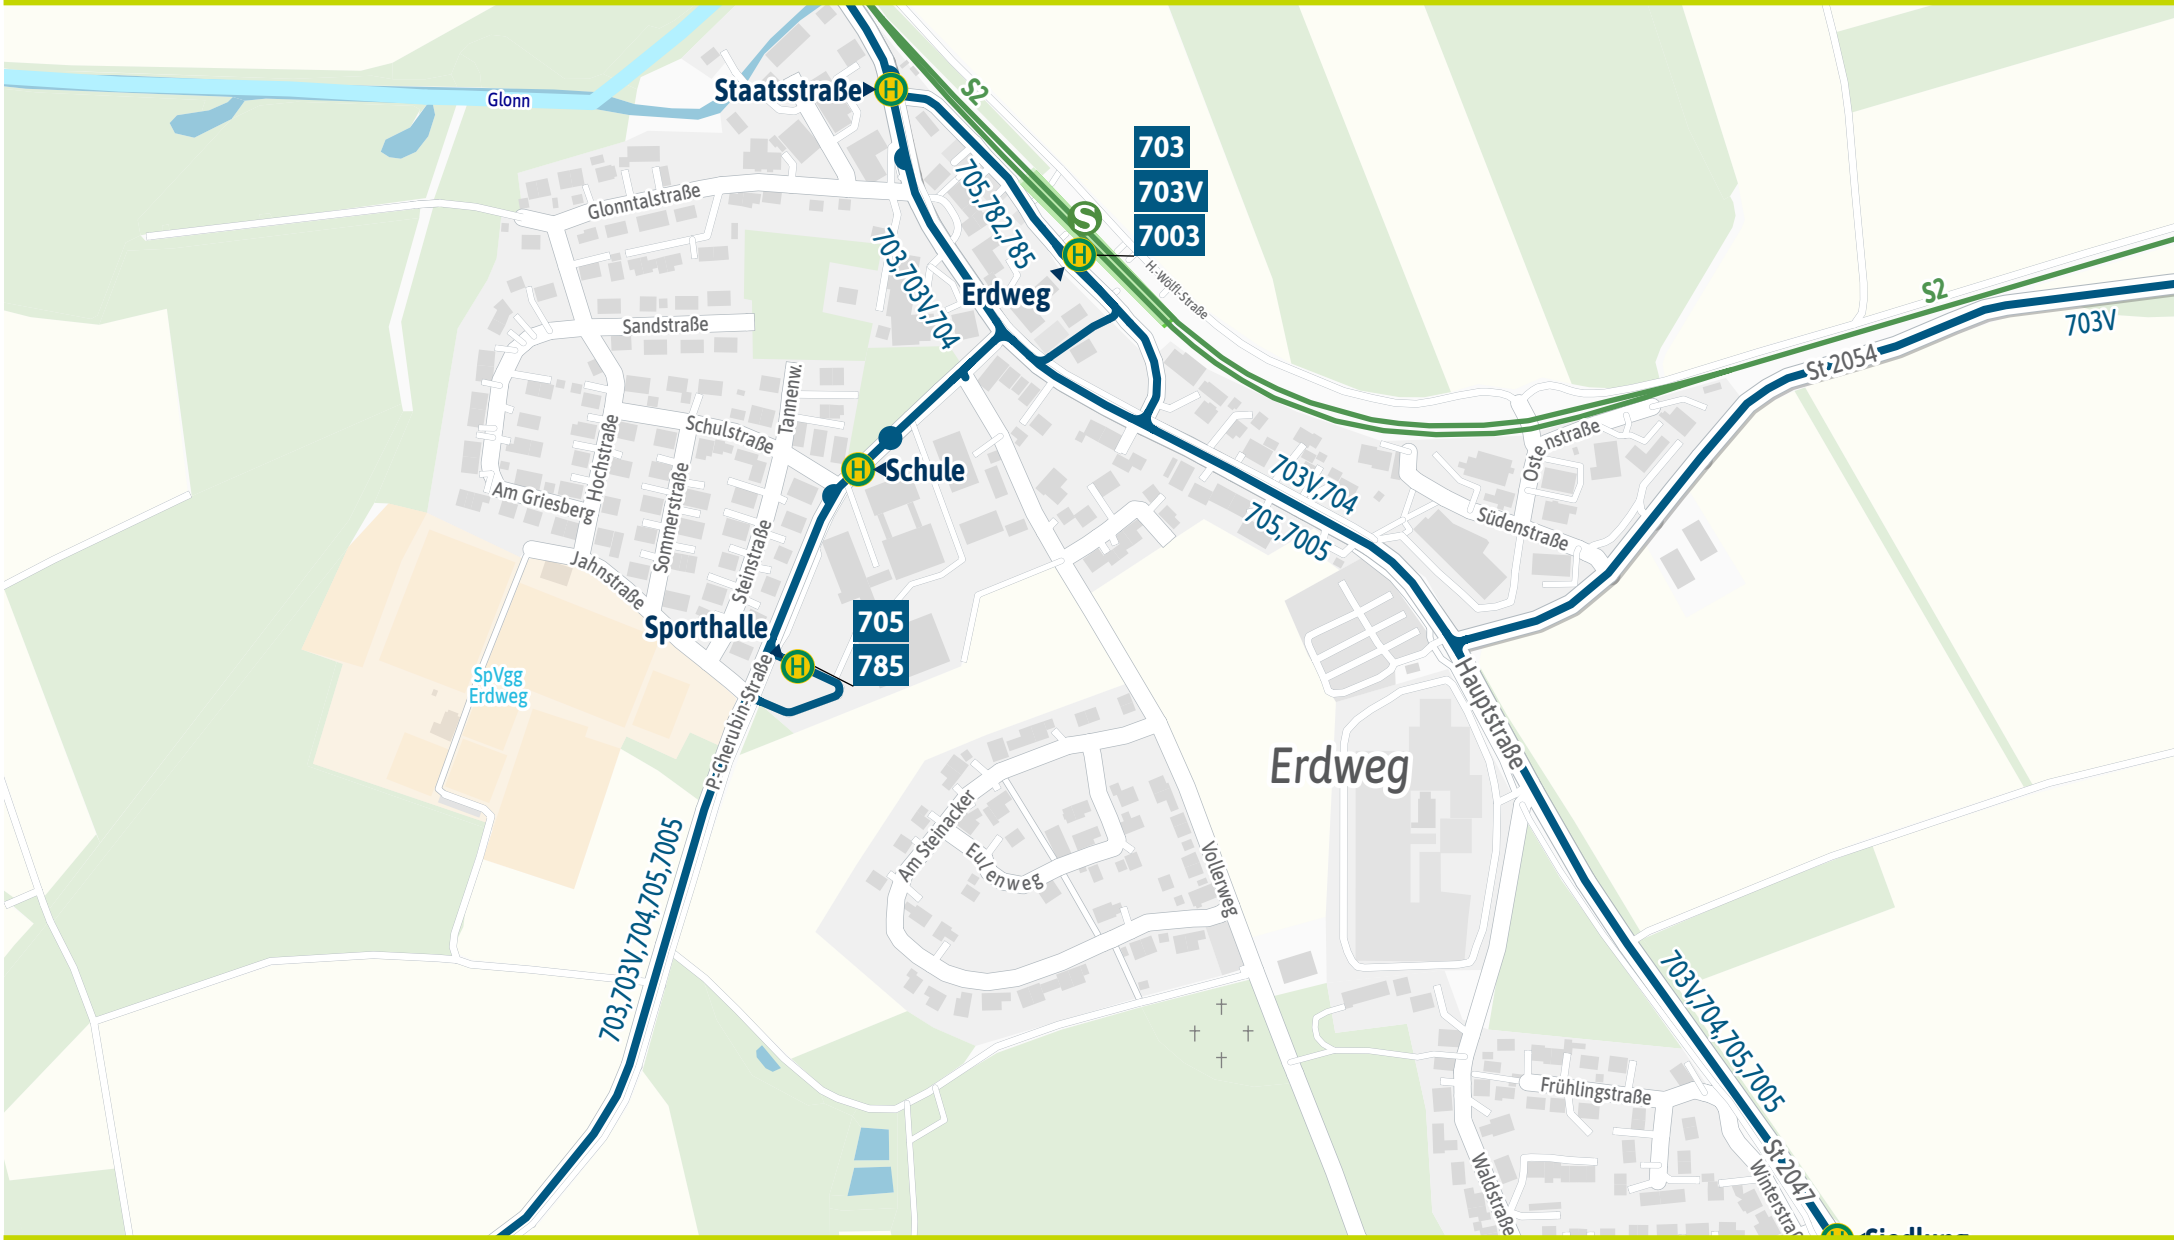 S2
Staatsstraße
H
Glonn
703
703V
7003
705,782,785
Glonntalstraße
S
H
703,703V,704
H.-Wölfl-Straße
Erdweg
S2
703V
Sandstraße
St 2054
Tannenw.
Schulstraße
Hochstraße
Ostenstraße
H
Schule
703V,704
Am Griesberg
Sommerstraße
Südenstraße
705,7005
Steinstraße
Jahnstraße
Sporthalle
705
H
785
SpVgg
Erdweg
P.-Cherubin-Straße
Hauptstraße
Erdweg
Am Steinacker
Eulenweg
Vollerweg
703,703V,704,705,7005
703V,704,705,7005
Frühlingstraße
St 2047
Waldstraße
Winterstraß
H
Siedlung